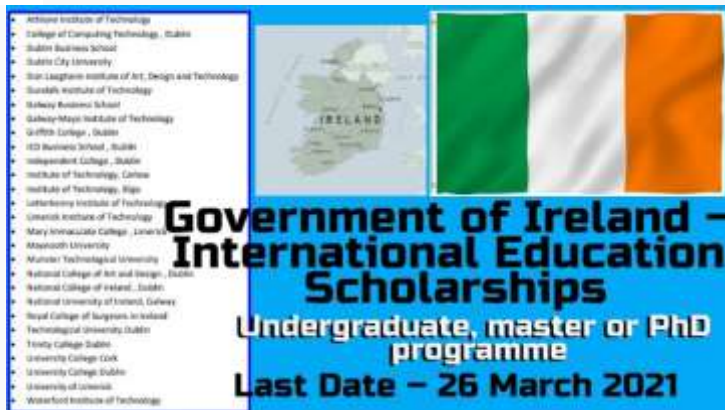 Athlone Institute of Technology
College of Computing Technology , Dublin
Dublin Business School
Dublin City University
Dun Laoghaire Institute of Art, Design and Technology
Dundalk Institute of Technology
Galway Business School
Galway-Mayo Institute of Technology
Griffith College , Dublin
ICD Business School , Dublin
Independent College , Dublin
Institute of Technology, Carlow
Institute of Technology, Sligo
Letterkenny Institute of Technology
Limerick Institute of Technology
Mary Immaculate College , Limerick
Maynooth University
Munster Technological University
National College of Art and Design , Dublin
National College of Ireland , Dublin
National University of Ireland, Galway
Royal College of Surgeons in Ireland
Technological University Dublin
Trinity College Dublin
University College Cork
University College Dublin
University of Limerick
Waterford Institute of Technology
IRELAND
Government of Ireland –
International Education
Scholarships
Undergraduate, master or PhD
programme
Last Date – 26 March 2021